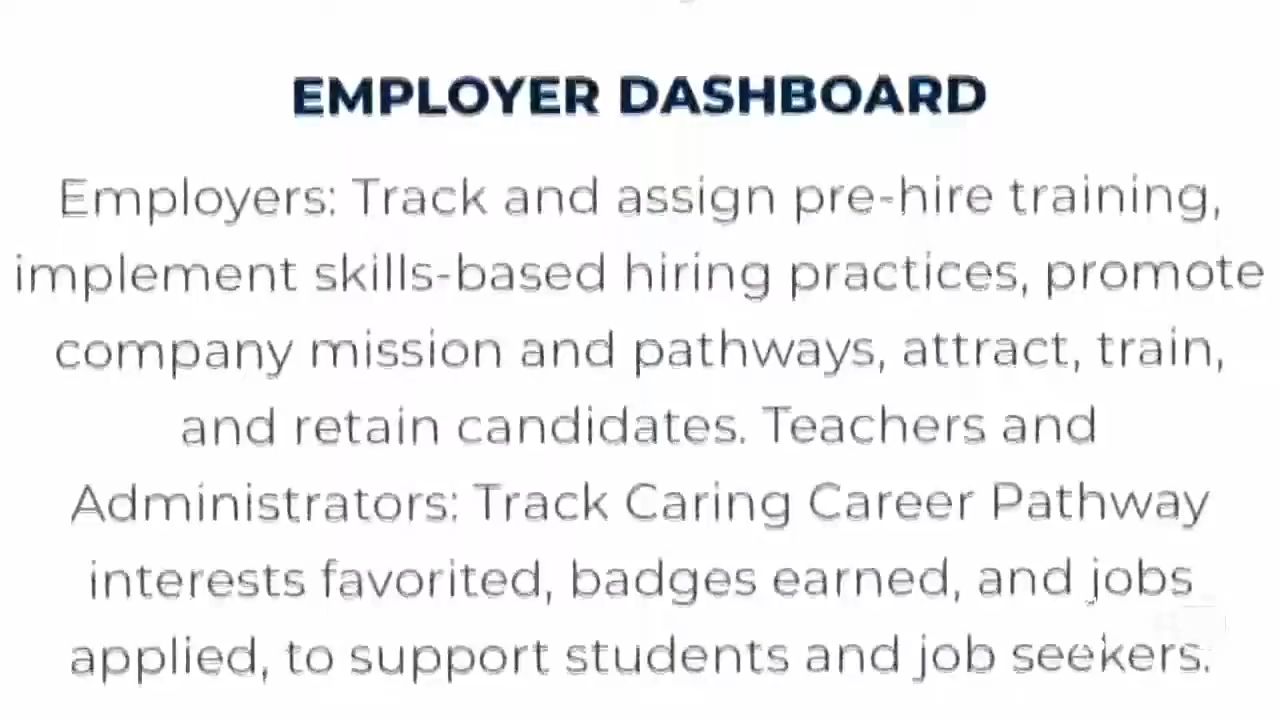 EMPLOYER DASHBOARD
Employers: Track and assign pre-hire training,
implement skills-based hiring practices, promote
company mission and pathways, attract, train,
and retain candidates. Teachers and
Administrators: Track Caring Career Pathway
interests favorited, badges earned, and jobs
applied, to support students and job seekers.